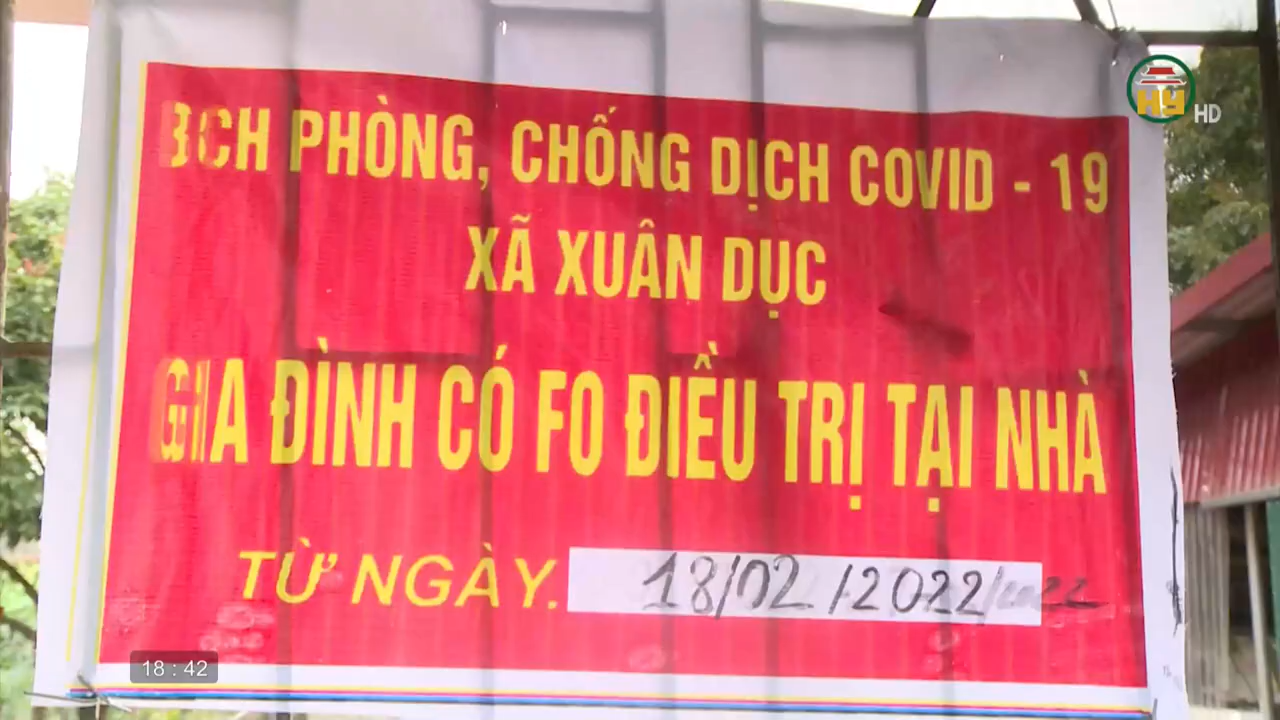 BCH PHÒNG, CHỐNG DỊCH COVID - 19
XÃ XUÂN DỤC
GIA ĐÌNH CÓ FO ĐIỀU TRỊ TẠI NHÀ
TỪ NGÀY. 18/02/2022
HY HD
18 : 42